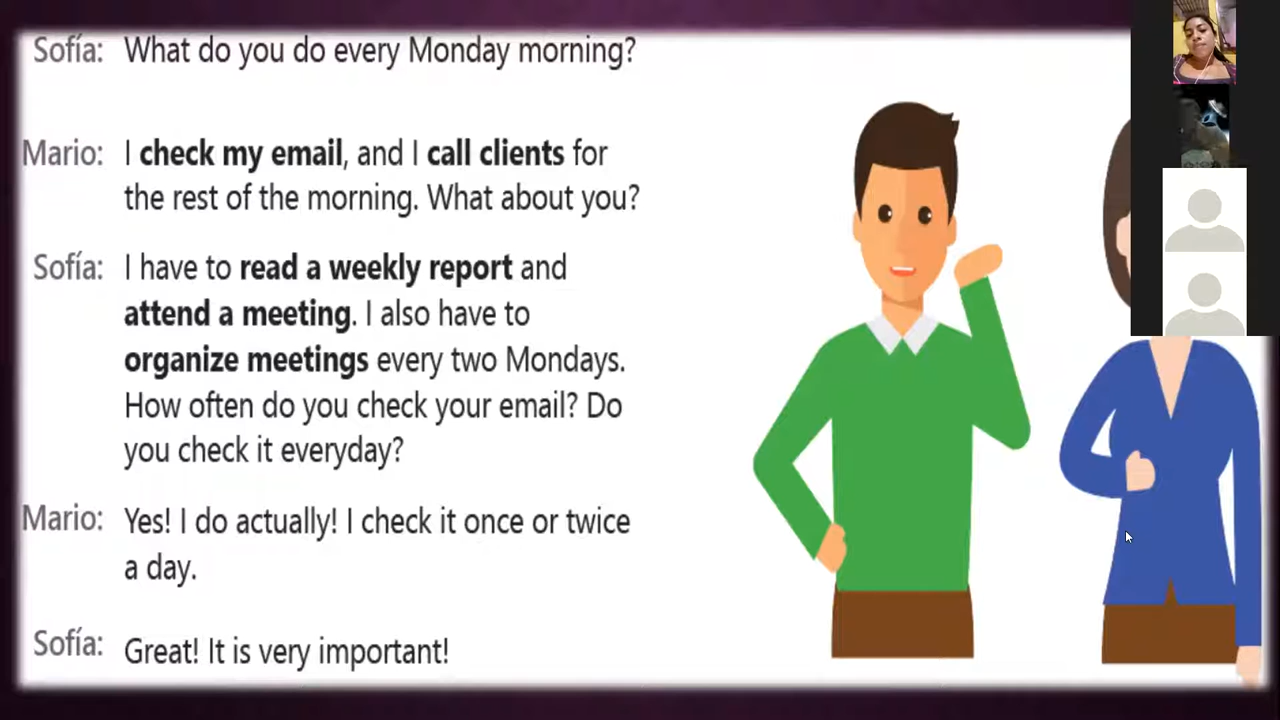 Sofía: What do you do every Monday morning?
Mario: I check my email, and I call clients for
the rest of the morning. What about you?
Sofía: I have to read a weekly report and
attend a meeting. I also have to
organize meetings every two Mondays.
How often do you check your email? Do
you check it everyday?
Mario: Yes! I do actually! I check it once or twice
a day.
Sofía: Great! It is very important!